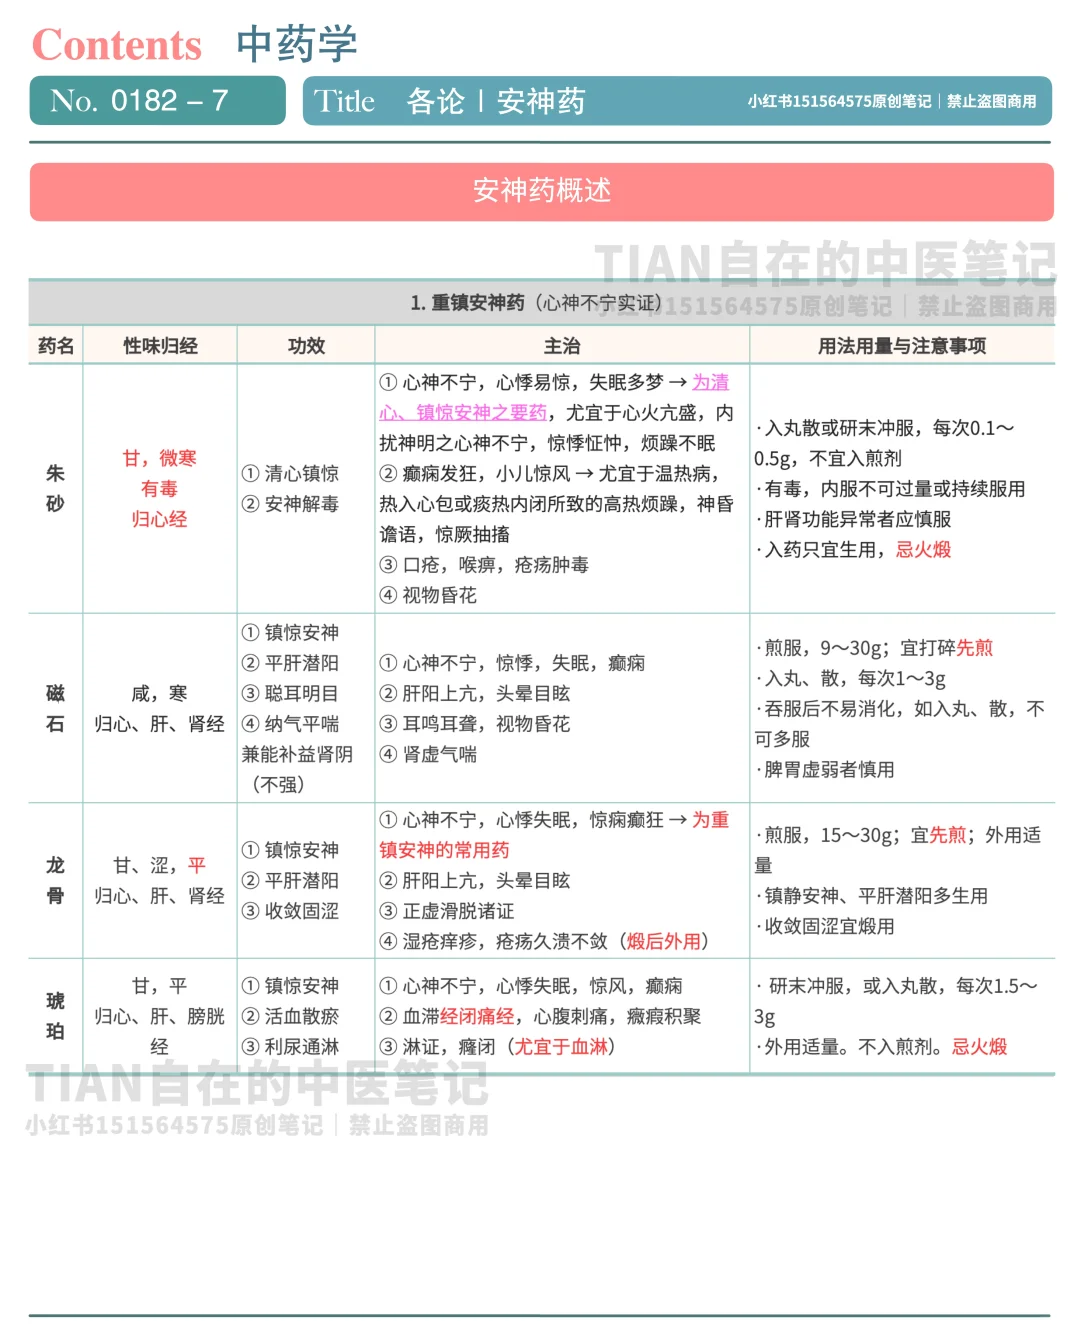 Contents 中药学
No. 0182 – 7
Title 各论 | 安神药 小红书151564575原创笔记｜禁止盗图商用
安神药概述
TIAN自在的中医笔记
小红书151564575原创笔记｜禁止盗图商用
1. 重镇安神药（心神不宁实证）
药名 性味归经 功效 主治 用法用量与注意事项
朱
砂
甘，微寒
有毒
归心经
① 清心镇惊
② 安神解毒
① 心神不宁，心悸易惊，失眠多梦 → 为清
心、镇惊安神之要药，尤宜于心火亢盛，内
扰神明之心神不宁，惊悸怔忡，烦躁不眠
② 癫痫发狂，小儿惊风 → 尤宜于温热病，
热入心包或痰热内闭所致的高热烦躁，神昏
谵语，惊厥抽搐
③ 口疮，喉痹，疮疡肿毒
④ 视物昏花
·入丸散或研末冲服，每次0.1～
0.5g，不宜入煎剂
·有毒，内服不可过量或持续服用
·肝肾功能异常者应慎服
·入药只宜生用，忌火煅
磁
石
咸，寒
归心、肝、肾经
① 镇惊安神
② 平肝潜阳
③ 聪耳明目
④ 纳气平喘
兼能补益肾阴
（不强）
① 心神不宁，惊悸，失眠，癫痫
② 肝阳上亢，头晕目眩
③ 耳鸣耳聋，视物昏花
④ 肾虚气喘
·煎服，9～30g；宜打碎先煎
·入丸、散，每次1～3g
·吞服后不易消化，如入丸、散，不
可多服
·脾胃虚弱者慎用
龙
骨
甘、涩，平
归心、肝、肾经
① 镇惊安神
② 平肝潜阳
③ 收敛固涩
① 心神不宁，心悸失眠，惊痫癫狂 → 为重
镇安神的常用药
② 肝阳上亢，头晕目眩
③ 正虚滑脱诸证
④ 湿疮痒疹，疮疡久溃不敛（煅后外用）
·煎服，15～30g；宜先煎；外用适
量
·镇静安神、平肝潜阳多生用
·收敛固涩宜煅用
琥
珀
甘，平
归心、肝、膀胱
经
① 镇惊安神
② 活血散瘀
③ 利尿通淋
① 心神不宁，心悸失眠，惊风，癫痫
② 血滞经闭痛经，心腹刺痛，癥瘕积聚
③ 淋证，癃闭（尤宜于血淋）
· 研末冲服，或入丸散，每次1.5～
3g
·外用适量。不入煎剂。忌火煅
TIAN自在的中医笔记
小红书151564575原创笔记｜禁止盗图商用